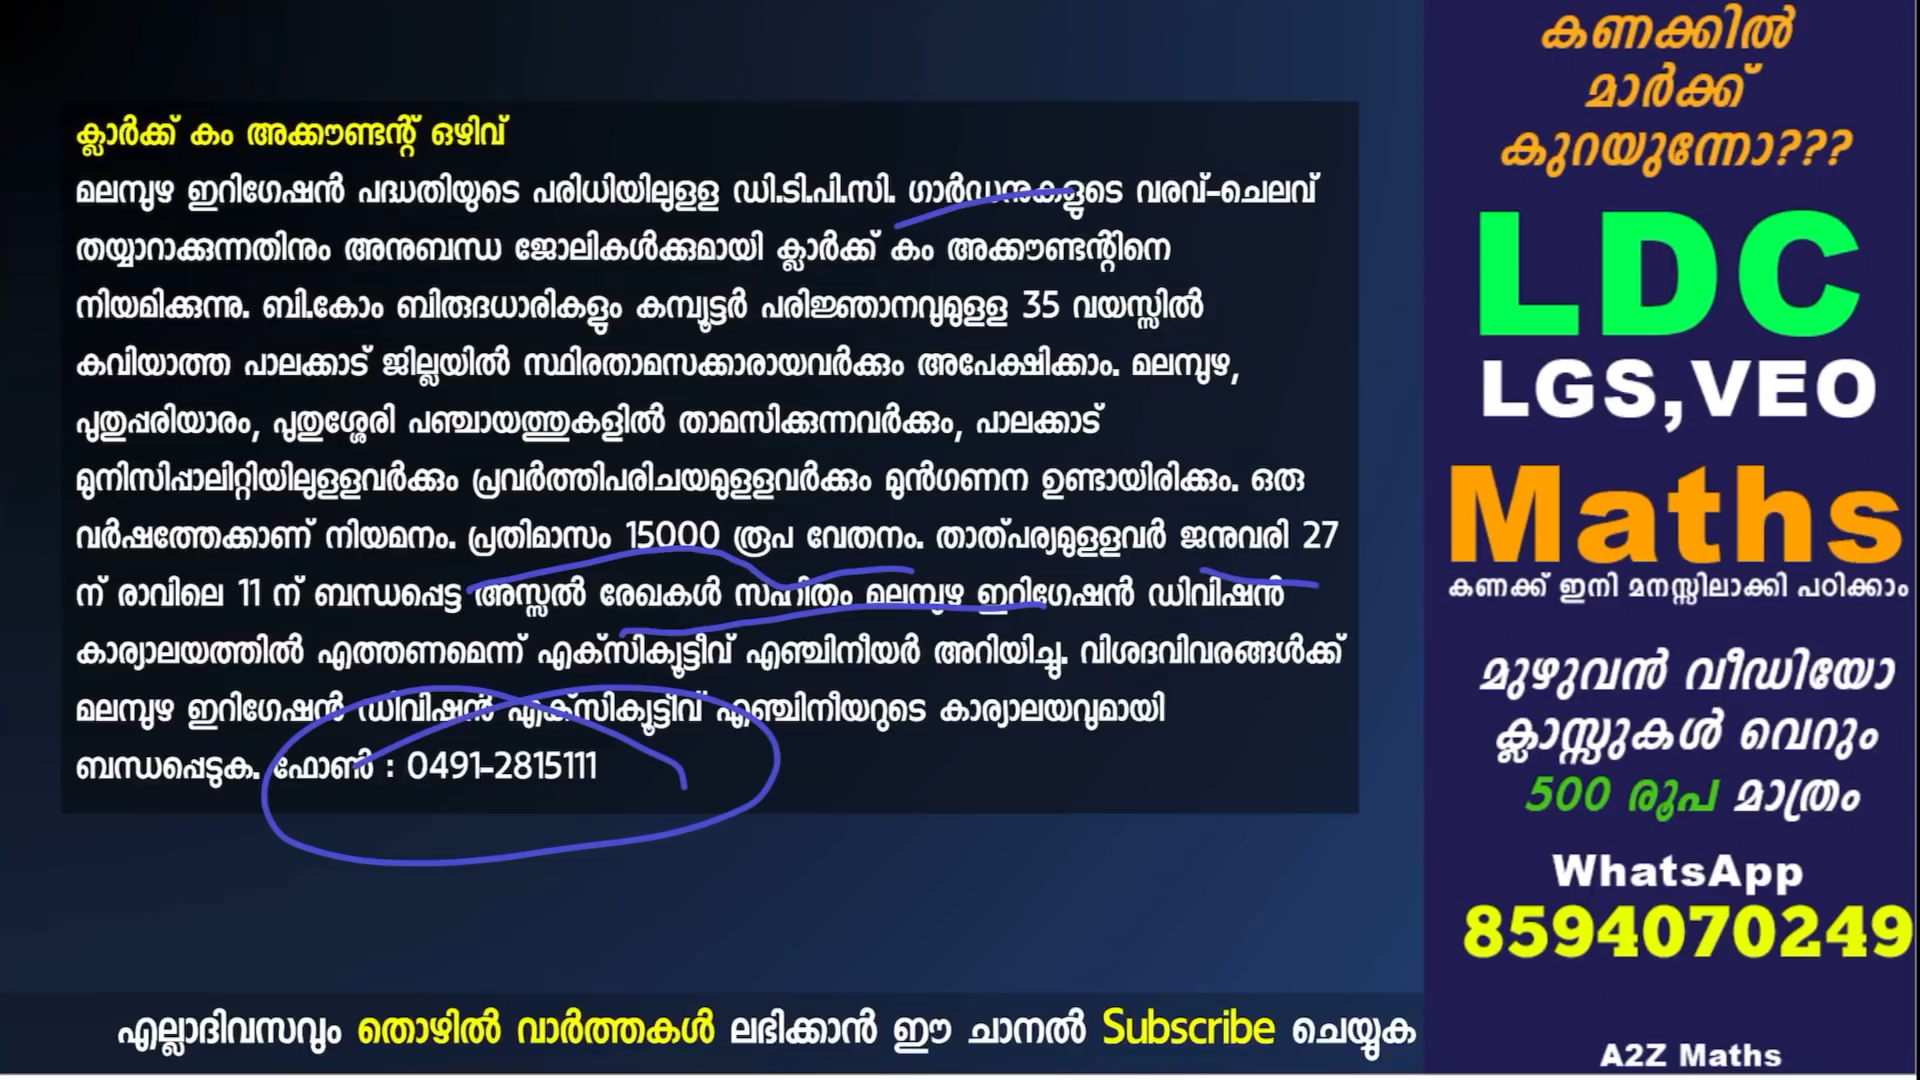 ക്ലാർക്ക് കം അക്കൗണ്ടന്റ് ഒഴിവ്
മലമ്പുഴ ഇറിഗേഷൻ പദ്ധതിയുടെ പരിധിയിലുളള ഡി.ടി.പി.സി. ഗാർഡനുകളുടെ വരവ്-ചെലവ്
തയ്യാറാക്കുന്നതിനും അനുബന്ധ ജോലികൾക്കുമായി ക്ലാർക്ക് കം അക്കൗണ്ടന്റിനെ
നിയമിക്കുന്നു. ബി.കോം ബിരുദധാരികളും കമ്പ്യൂട്ടർ പരിജ്ഞാനവുമുളള 35 വയസ്സിൽ
കവിയാത്ത പാലക്കാട് ജില്ലയിൽ സ്ഥിരതാമസക്കാരായവർക്കും അപേക്ഷിക്കാം. മലമ്പുഴ,
പുതുപ്പരിയാരം, പുതുശ്ശേരി പഞ്ചായത്തുകളിൽ താമസിക്കുന്നവർക്കും, പാലക്കാട്
മുനിസിപ്പാലിറ്റിയിലുളളവർക്കും പ്രവർത്തിപരിചയമുളളവർക്കും മുൻഗണന ഉണ്ടായിരിക്കും. ഒരു
വർഷത്തേക്കാണ് നിയമനം. പ്രതിമാസം 15000 രൂപ വേതനം. താത്പര്യമുളളവർ ജനുവരി 27
ന് രാവിലെ 11 ന് ബന്ധപ്പെട്ട അസ്സൽ രേഖകൾ സഹിതം മലമ്പുഴ ഇറിഗേഷൻ ഡിവിഷൻ
കാര്യാലയത്തിൽ എത്തണമെന്ന് എക്സിക്യൂട്ടീവ് എഞ്ചിനീയർ അറിയിച്ചു. വിശദവിവരങ്ങൾക്ക്
മലമ്പുഴ ഇറിഗേഷൻ ഡിവിഷൻ എക്സിക്യൂട്ടീവ് എഞ്ചിനീയറുടെ കാര്യാലയവുമായി
ബന്ധപ്പെടുക. ഫോൺ : 0491-2815111
എല്ലാദിവസവും തൊഴിൽ വാർത്തകൾ ലഭിക്കാൻ ഈ ചാനൽ Subscribe ചെയ്യുക
കണക്കിൽ
മാർക്ക്
കുറയുന്നോ???
LDC
LGS,VEO
Maths
കണക്ക് ഇനി മനസ്സിലാക്കി പഠിക്കാം
മുഴുവൻ വീഡിയോ
ക്ലാസ്സുകൾ വെറും
500 രൂപ മാത്രം
WhatsApp
8594070249
A2Z Maths